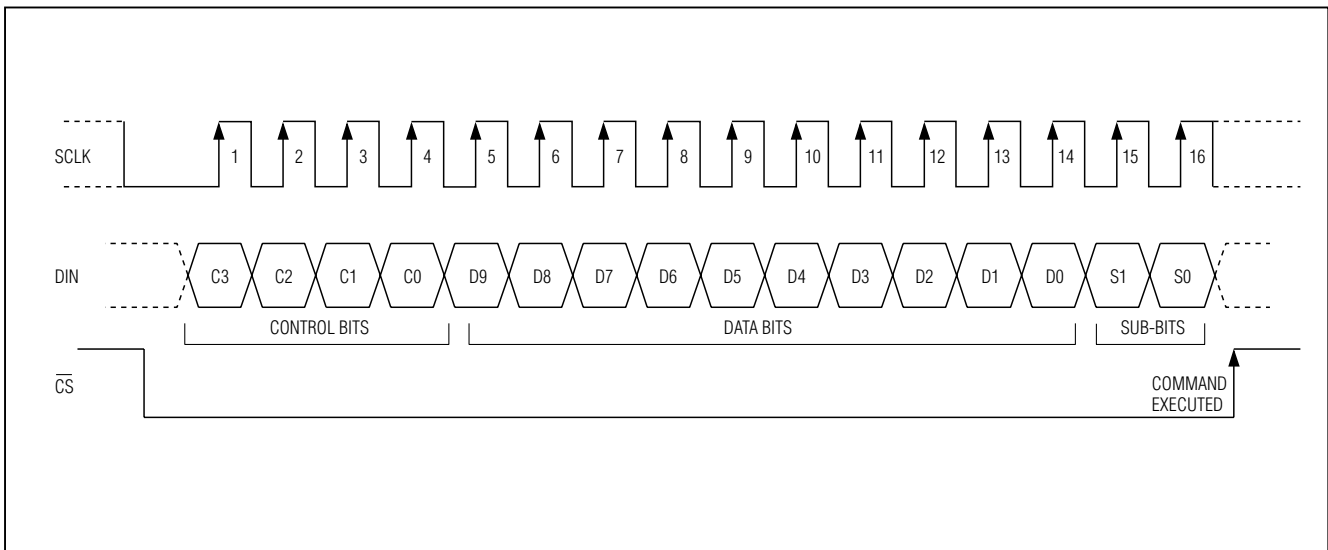 SCLK 1 2 3 4 5 6 7 8 9 10 11 12 13 14 15 16
DIN C3 C2 C1 C0 D9 D8 D7 D6 D5 D4 D3 D2 D1 D0 S1 S0
CONTROL BITS DATA BITS SUB-BITS
C̅S̅ COMMAND
EXECUTED